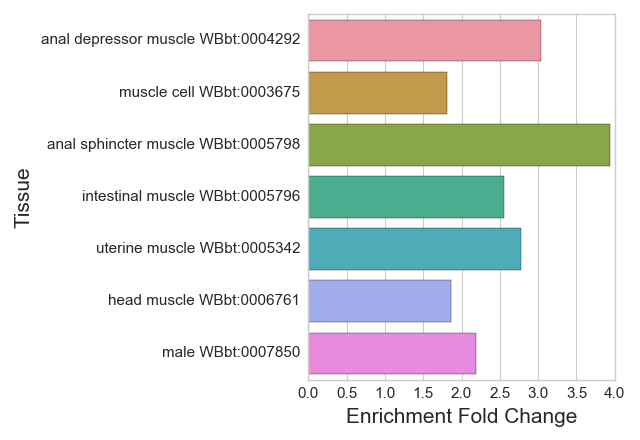 anal depressor muscle WBbt:0004292
muscle cell WBbt:0003675
anal sphincter muscle WBbt:0005798
intestinal muscle WBbt:0005796
uterine muscle WBbt:0005342
head muscle WBbt:0006761
male WBbt:0007850
Tissue
0.0 0.5 1.0 1.5 2.0 2.5 3.0 3.5 4.0
Enrichment Fold Change